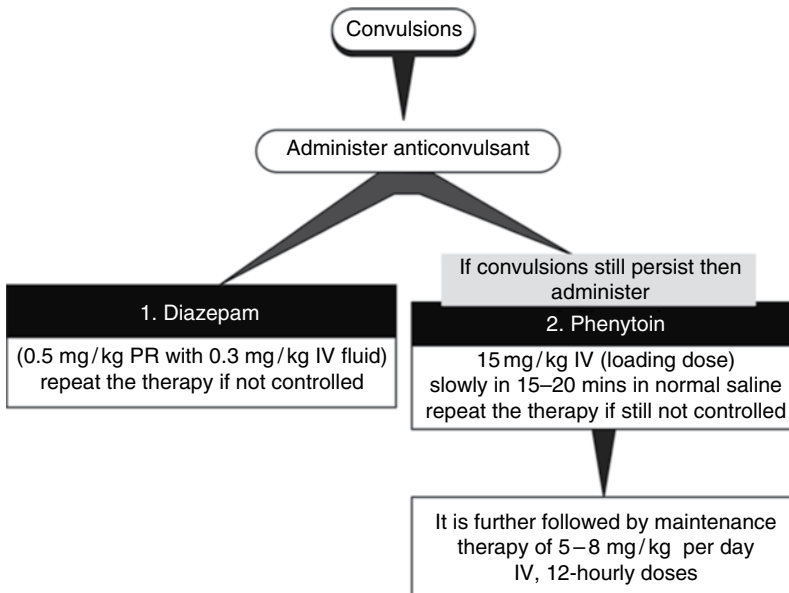 Convulsions
Administer anticonvulsant
If convulsions still persist then
administer
1. Diazepam
(0.5 mg/kg PR with 0.3 mg/kg IV fluid)
repeat the therapy if not controlled
2. Phenytoin
15 mg/kg IV (loading dose)
slowly in 15–20 mins in normal saline
repeat the therapy if still not controlled
It is further followed by maintenance
therapy of 5–8 mg/kg per day
IV, 12-hourly doses